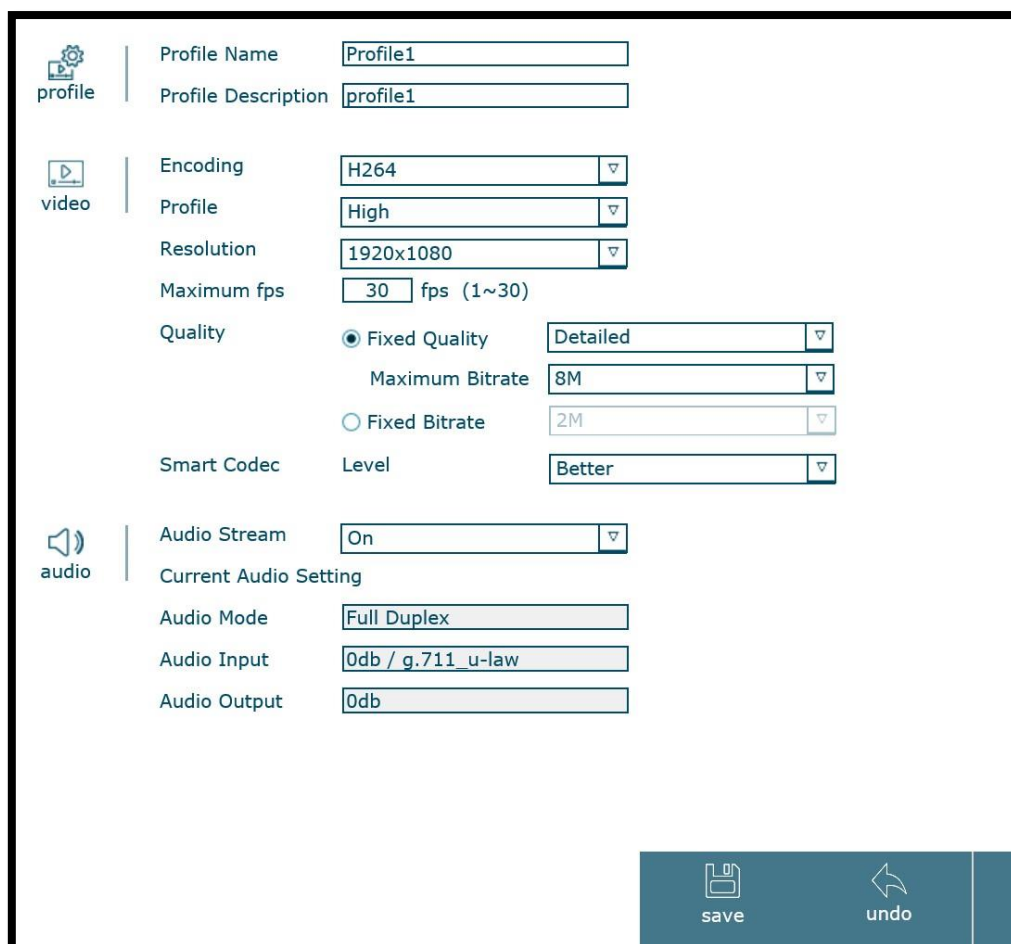 profile
Profile Name Profile1
Profile Description profile1
video
Encoding H264
Profile High
Resolution 1920x1080
Maximum fps 30 fps (1~30)
Quality Fixed Quality Detailed
Maximum Bitrate 8M
Fixed Bitrate 2M
Smart Codec Level Better
audio
Audio Stream On
Current Audio Setting
Audio Mode Full Duplex
Audio Input 0db / g.711_u-law
Audio Output 0db
save undo